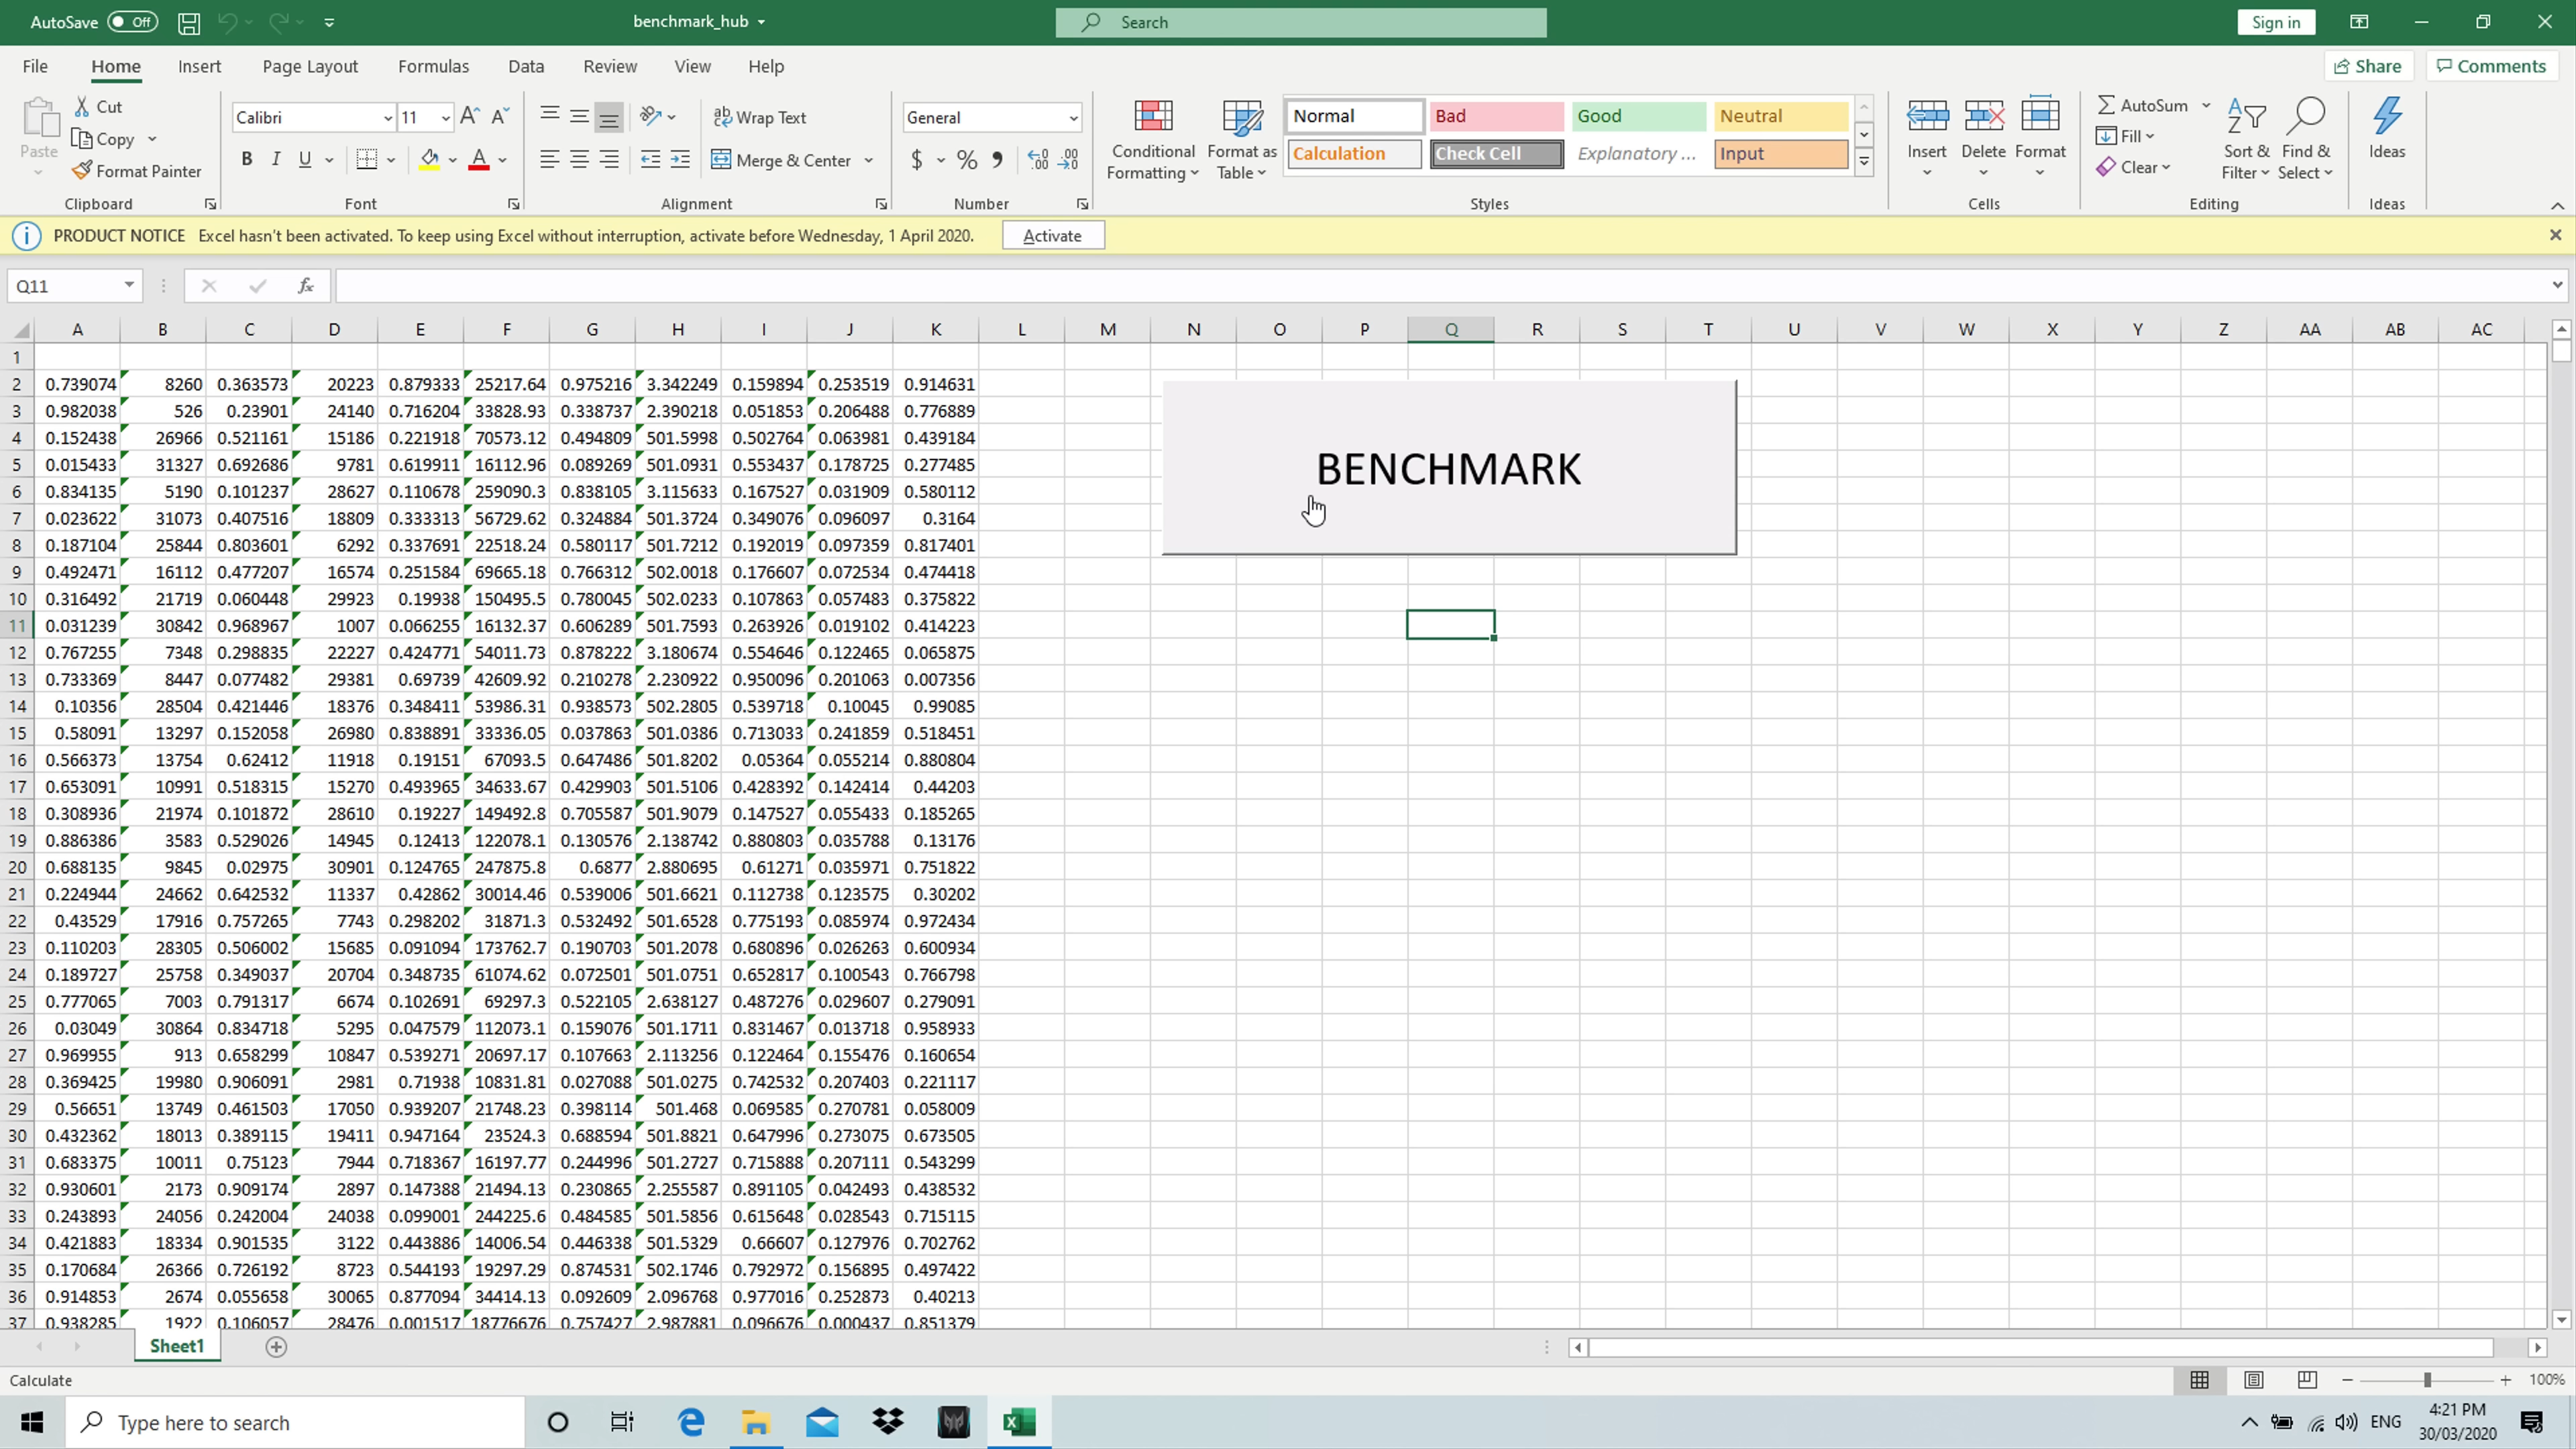 AutoSave Off benchmark_hub Search Sign in
File Home Insert Page Layout Formulas Data Review View Help Share Comments
Paste Cut Copy Format Painter Clipboard
Calibri 11 B I U A A Font
Wrap Text Merge & Center Alignment
General $ % Number
Conditional Formatting Format as Table
Normal Bad Good Neutral
Calculation Check Cell Explanatory ... Input
Styles
Insert Delete Format Cells
AutoSum Fill Clear Sort & Filter Find & Select Editing
Ideas Ideas
PRODUCT NOTICE Excel hasn't been activated. To keep using Excel without interruption, activate before Wednesday, 1 April 2020. Activate
Q11 fx
A B C D E F G H I J K L M N O P Q R S T U V W X Y Z AA AB AC
1
2 0.739074 8260 0.363573 20223 0.879333 25217.64 0.975216 3.342249 0.159894 0.253519 0.914631
3 0.982038 526 0.23901 24140 0.716204 33828.93 0.338737 2.390218 0.051853 0.206488 0.776889
4 0.152438 26966 0.521161 15186 0.221918 70573.12 0.494809 501.5998 0.502764 0.063981 0.439184
5 0.015433 31327 0.692686 9781 0.619911 16112.96 0.089269 501.0931 0.553437 0.178725 0.277485
6 0.834135 5190 0.101237 28627 0.110678 259090.3 0.838105 3.115633 0.167527 0.031909 0.580112
7 0.023622 31073 0.407516 18809 0.333313 56729.62 0.324884 501.3724 0.349076 0.096097 0.3164
8 0.187104 25844 0.803601 6292 0.337691 22518.24 0.580117 501.7212 0.192019 0.097359 0.817401
9 0.492471 16112 0.477207 16574 0.251584 69665.18 0.766312 502.0018 0.176607 0.072534 0.474418
10 0.316492 21719 0.060448 29923 0.19938 150495.5 0.780045 502.0233 0.107863 0.057483 0.375822
11 0.031239 30842 0.968967 1007 0.066255 16132.37 0.606289 501.7593 0.263926 0.019102 0.414223
12 0.767255 7348 0.298835 22227 0.424771 54011.73 0.878222 3.180674 0.554646 0.122465 0.065875
13 0.733369 8447 0.077482 29381 0.69739 42609.92 0.210278 2.230922 0.950096 0.201063 0.007356
14 0.10356 28504 0.421446 18376 0.348411 53986.31 0.938573 502.2805 0.539718 0.10045 0.99085
15 0.58091 13297 0.152058 26980 0.838891 33336.05 0.037863 501.0386 0.713033 0.241859 0.518451
16 0.566373 13754 0.62412 11918 0.19151 67093.5 0.647486 501.8202 0.05364 0.055214 0.880804
17 0.653091 10991 0.518315 15270 0.493965 34633.67 0.429903 501.5106 0.428392 0.142414 0.44203
18 0.308936 21974 0.101872 28610 0.19227 149492.8 0.705587 501.9079 0.147527 0.055433 0.185265
19 0.886386 3583 0.529026 14945 0.12413 122078.1 0.130576 2.138742 0.880803 0.035788 0.13176
20 0.688135 9845 0.02975 30901 0.124765 247875.8 0.6877 2.880695 0.61271 0.035971 0.751822
21 0.224944 24662 0.642532 11337 0.42862 30014.46 0.539006 501.6621 0.112738 0.123575 0.30202
22 0.43529 17916 0.757265 7743 0.298202 31871.3 0.532492 501.6528 0.775193 0.085974 0.972434
23 0.110203 28305 0.506002 15685 0.091094 173762.7 0.190703 501.2078 0.680896 0.026263 0.600934
24 0.189727 25758 0.349037 20704 0.348735 61074.62 0.072501 501.0751 0.652817 0.100543 0.766798
25 0.777065 7003 0.791317 6674 0.102691 69297.3 0.522105 2.638127 0.487276 0.029607 0.279091
26 0.03049 30864 0.834718 5295 0.047579 112073.1 0.159076 501.1711 0.831467 0.013718 0.958933
27 0.969955 913 0.658299 10847 0.539271 20697.17 0.107663 2.113256 0.122464 0.155476 0.160654
28 0.369425 19980 0.906091 2981 0.71938 10831.81 0.027088 501.0275 0.742532 0.207403 0.221117
29 0.56651 13749 0.461503 17050 0.939207 21748.23 0.398114 501.468 0.069585 0.270781 0.058009
30 0.432362 18013 0.389115 19411 0.947164 23524.3 0.688594 501.8821 0.647996 0.273075 0.673505
31 0.683375 10011 0.75123 7944 0.718367 16197.77 0.244996 501.2727 0.715888 0.207111 0.543299
32 0.930601 2173 0.909174 2897 0.147388 21494.13 0.230865 2.255587 0.891105 0.042493 0.438532
33 0.243893 24056 0.242004 24038 0.099001 244225.6 0.484585 501.5856 0.615648 0.028543 0.715115
34 0.421883 18334 0.901535 3122 0.443886 14006.54 0.446338 501.5329 0.66607 0.127976 0.702762
35 0.170684 26366 0.726192 8723 0.544193 19297.29 0.874531 502.1746 0.792972 0.156895 0.497422
36 0.914853 2674 0.055658 30065 0.877094 34414.13 0.092609 2.096768 0.977016 0.252873 0.40213
37 0.938285 1922 0.106057 28476 0.001517 18776676 0.757427 2.987881 0.096676 0.000437 0.851379
BENCHMARK
Sheet1
Calculate 100%
Type here to search ENG 4:21 PM
30/03/2020